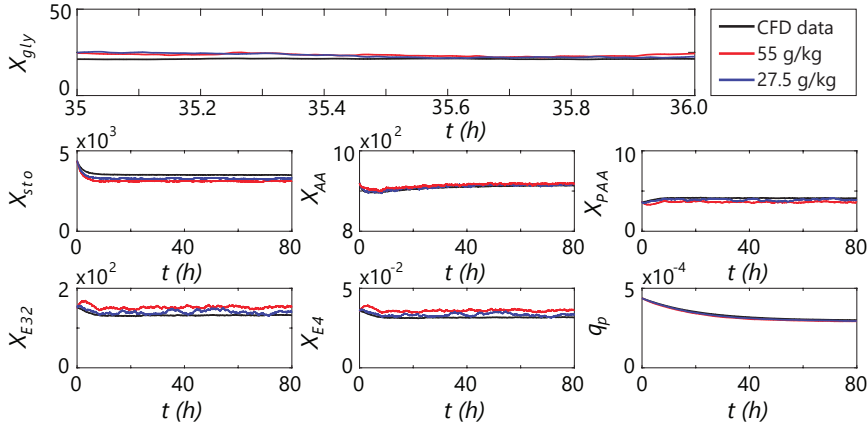 50
X_gly
0
35 35.2 35.4 35.6 35.8 36.0
t (h)
CFD data
55 g/kg
27.5 g/kg
x10^3
5
X_sto
0
0 40 80
t (h)
x10^2
10
X_AA
8
0 40 80
t (h)
10
X_PAA
0
0 40 80
t (h)
x10^2
2
X_E32
0
0 40 80
t (h)
x10^-2
5
X_E4
0
0 40 80
t (h)
x10^-4
5
q_p
0
0 40 80
t (h)